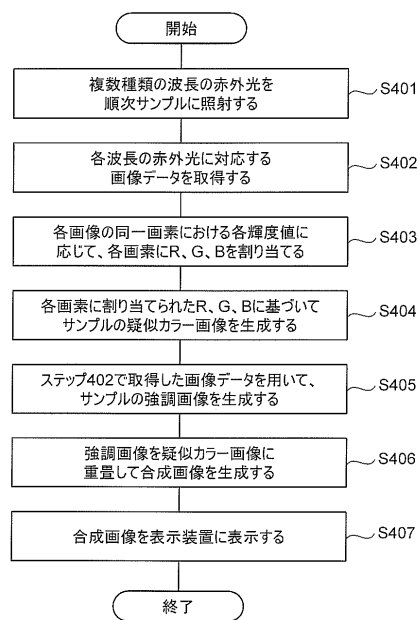 開始
複数種類の波長の赤外光を
順次サンプルに照射する
S401
各波長の赤外光に対応する
画像データを取得する
S402
各画像の同一画素における各輝度値に
応じて、各画素にR、G、Bを割り当てる
S403
各画素に割り当てられたR、G、Bに基づいて
サンプルの疑似カラー画像を生成する
S404
ステップ402で取得した画像データを用いて、
サンプルの強調画像を生成する
S405
強調画像を疑似カラー画像に
重畳して合成画像を生成する
S406
合成画像を表示装置に表示する
S407
終了